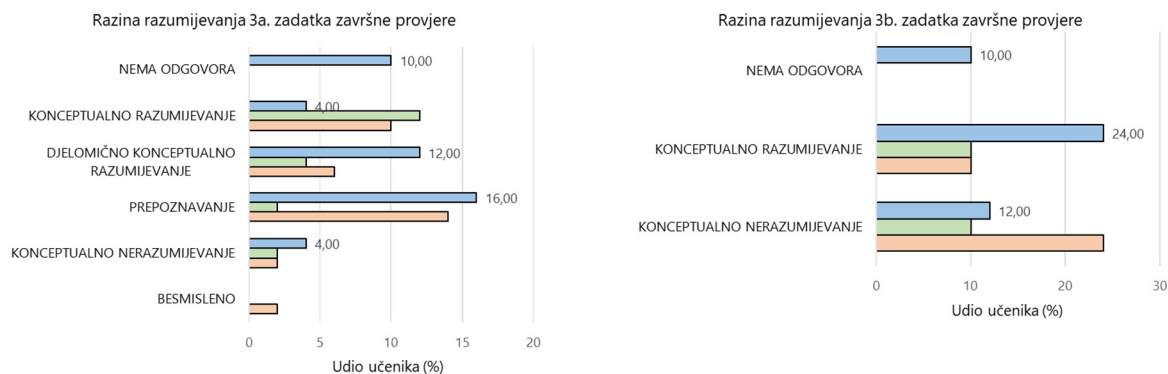 Razina razumijevanja 3a. zadatka završne provjere
NEMA ODGOVORA
10,00
KONCEPTUALNO RAZUMIJEVANJE
4,00
DJELOMIČNO KONCEPTUALNO
RAZUMIJEVANJE
12,00
PREPOZNAVANJE
16,00
KONCEPTUALNO NERAZUMIJEVANJE
4,00
BESMISLENO
0 5 10 15 20
Udio učenika (%)
Razina razumijevanja 3b. zadatka završne provjere
NEMA ODGOVORA
10,00
KONCEPTUALNO RAZUMIJEVANJE
24,00
KONCEPTUALNO NERAZUMIJEVANJE
12,00
0 10 20 30
Udio učenika (%)